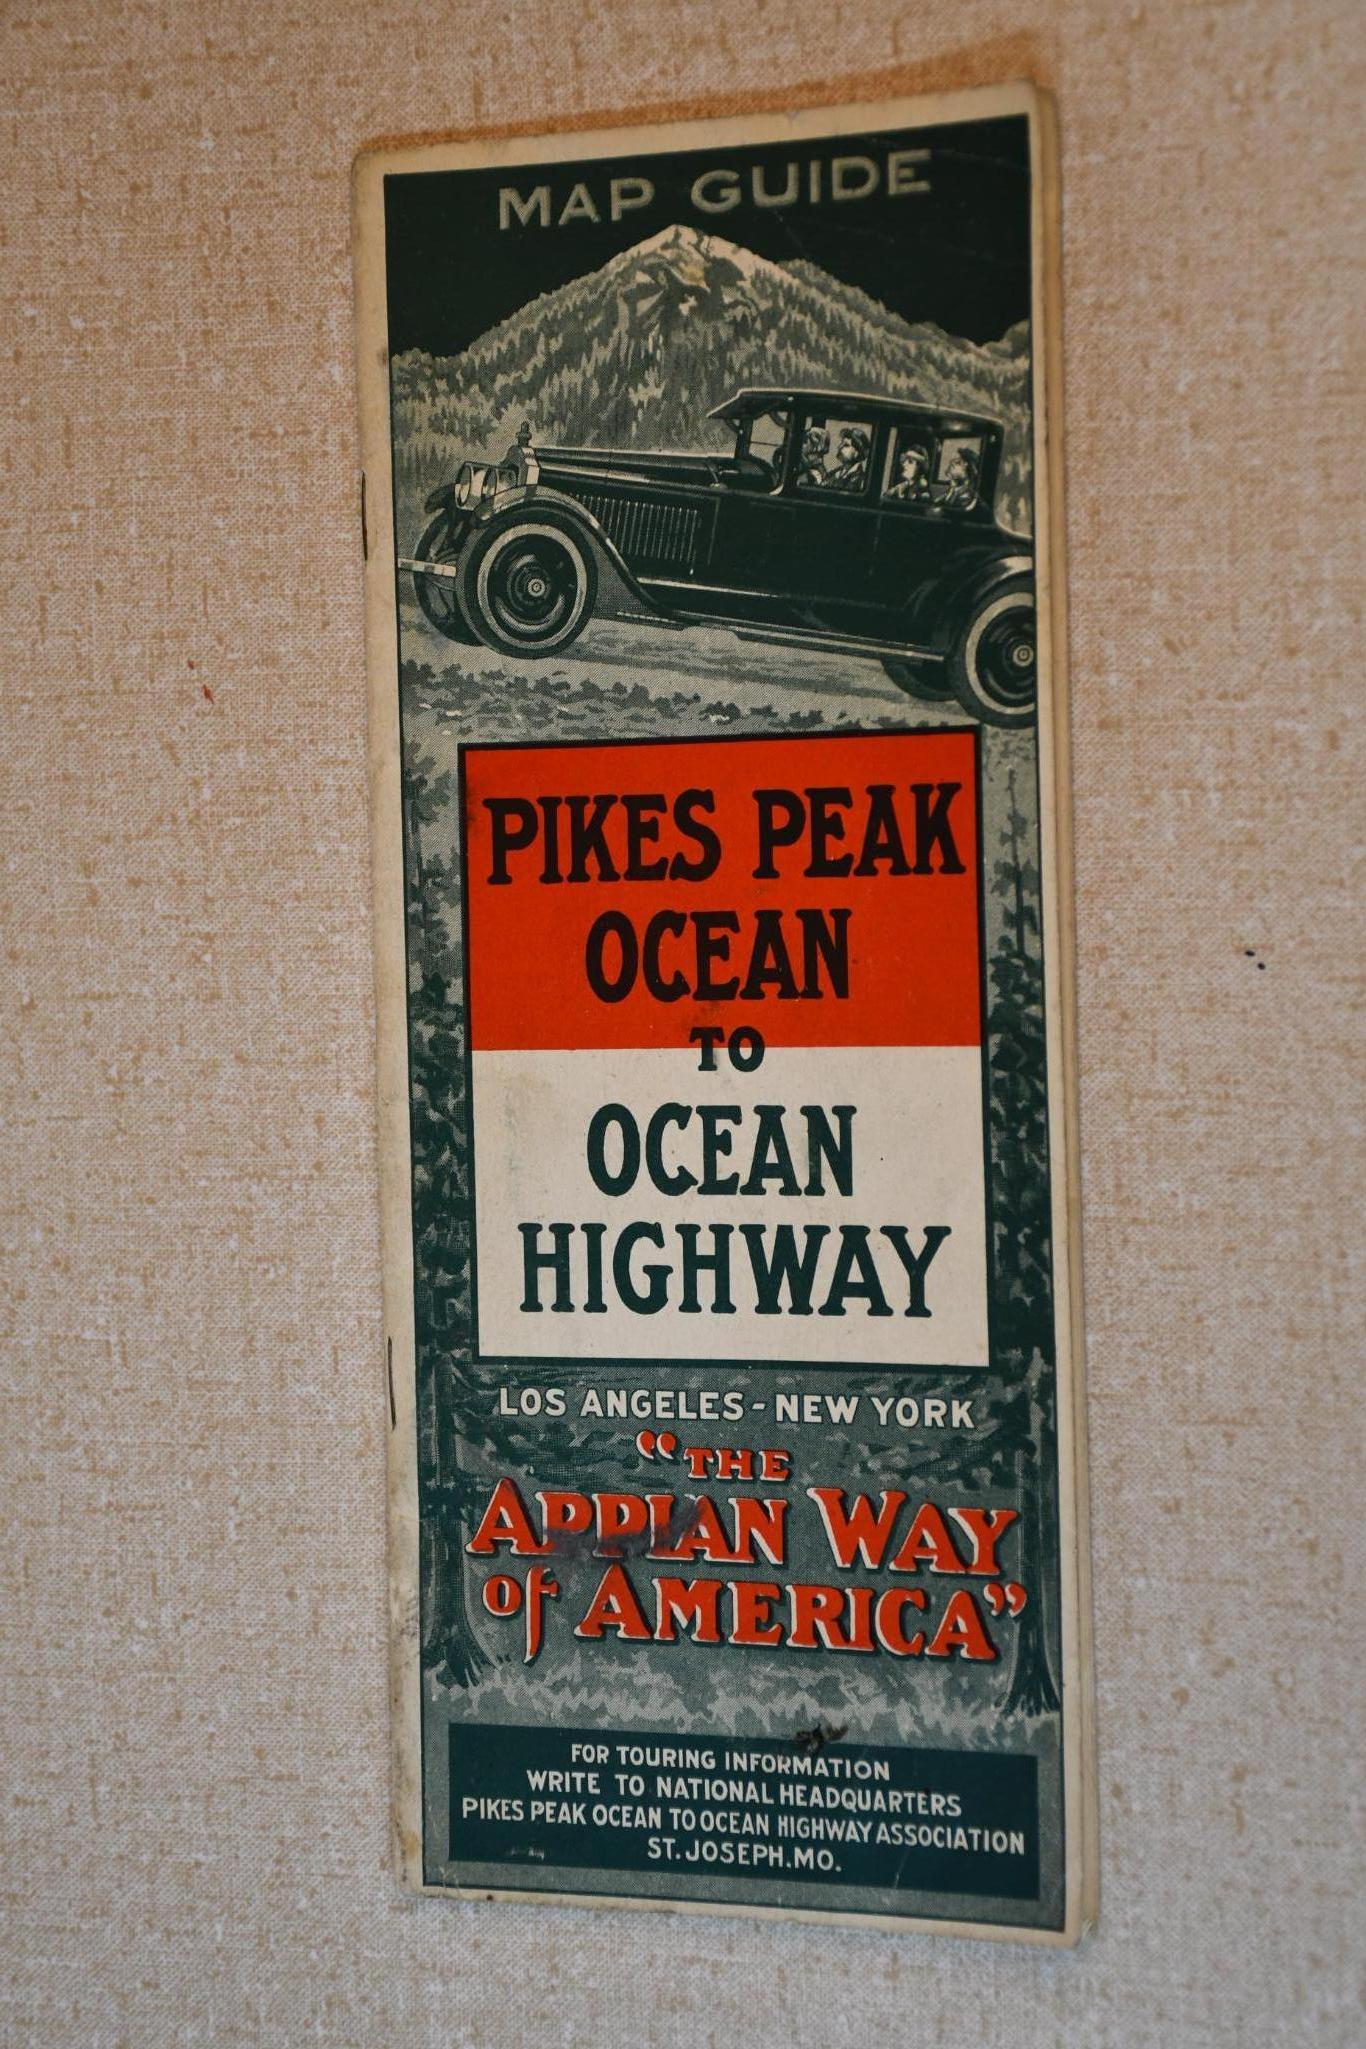 MAP GUIDE
PIKES PEAK
OCEAN
TO
OCEAN
HIGHWAY
LOS ANGELES - NEW YORK
"THE
APPIAN WAY
of AMERICA"
FOR TOURING INFORMATION
WRITE TO NATIONAL HEADQUARTERS
PIKES PEAK OCEAN TO OCEAN HIGHWAY ASSOCIATION
ST. JOSEPH. MO.